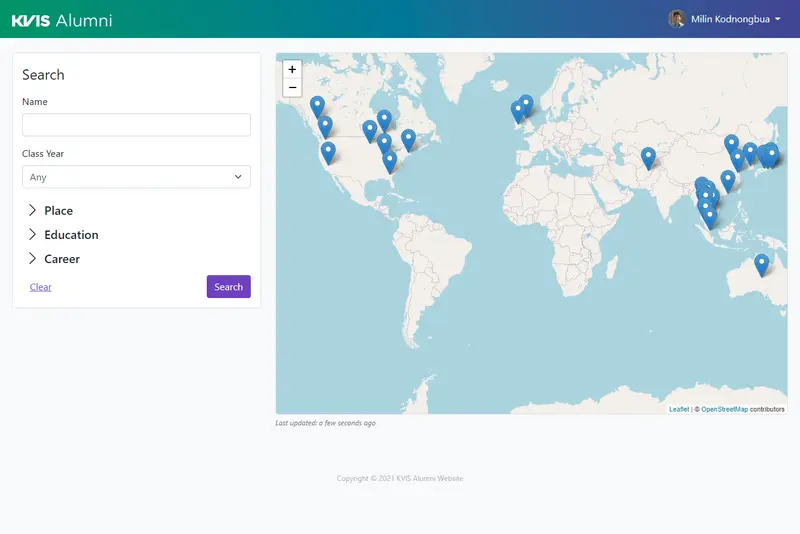 KVIS Alumni
Milin Kodnongbua
Search
Name
Class Year
Any
Place
Education
Career
Clear
Search
+
−
Leaflet | © OpenStreetMap contributors
Last updated: a few seconds ago
Copyright © 2021 KVIS Alumni Website